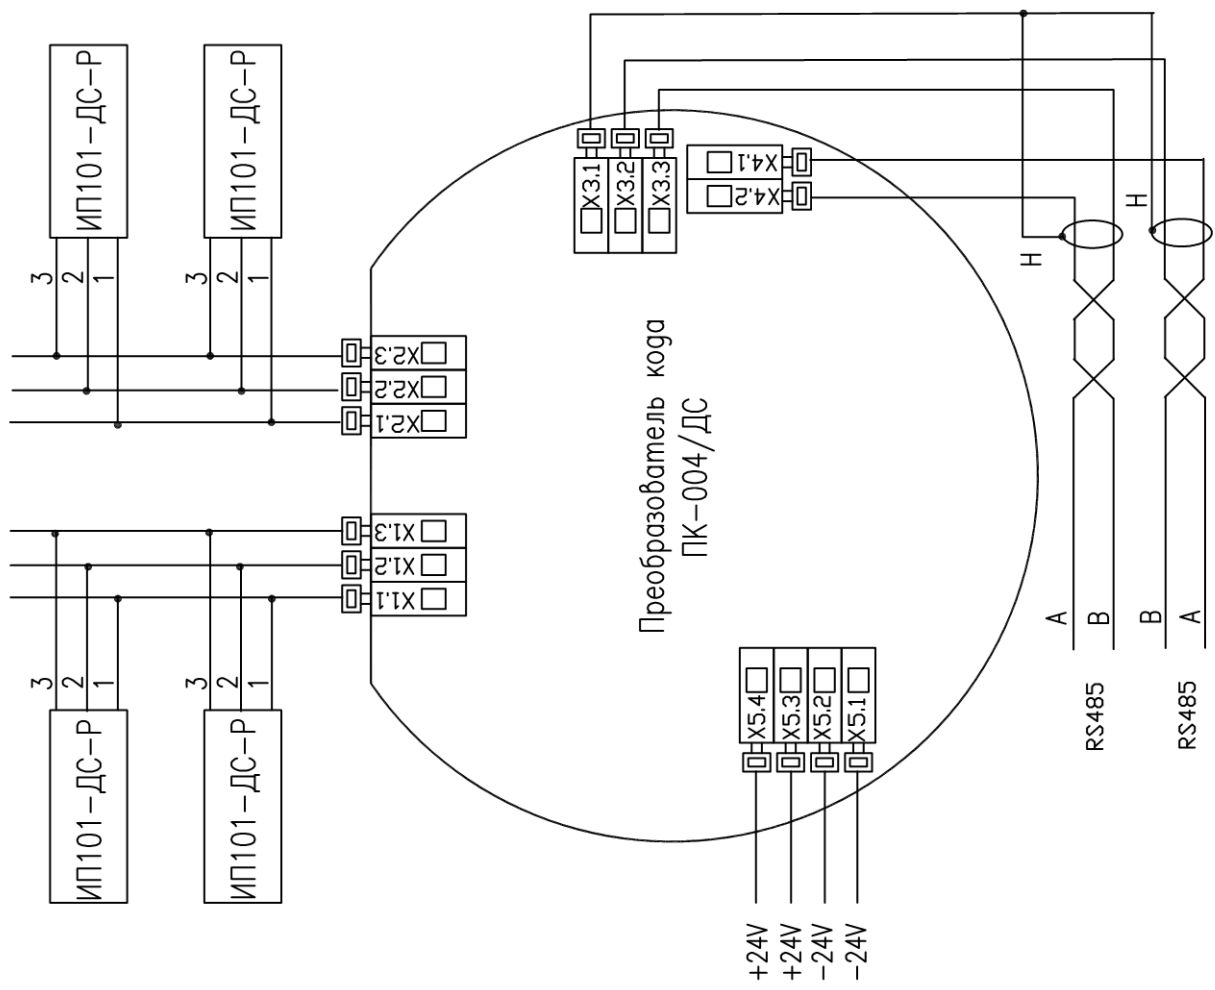 ИП101-ДС-Р
ИП101-ДС-Р
3
2
1
3
2
1
X3.1
X3.2
X3.3
X4.1
X4.2
H
H
X2.3
X2.2
X2.1
Преобразователь кода
ПК-004/ДС
X1.3
X1.2
X1.1
A
B
B
A
RS485
RS485
3
2
1
3
2
1
ИП101-ДС-Р
ИП101-ДС-Р
X5.4
X5.3
X5.2
X5.1
+24V
+24V
-24V
-24V